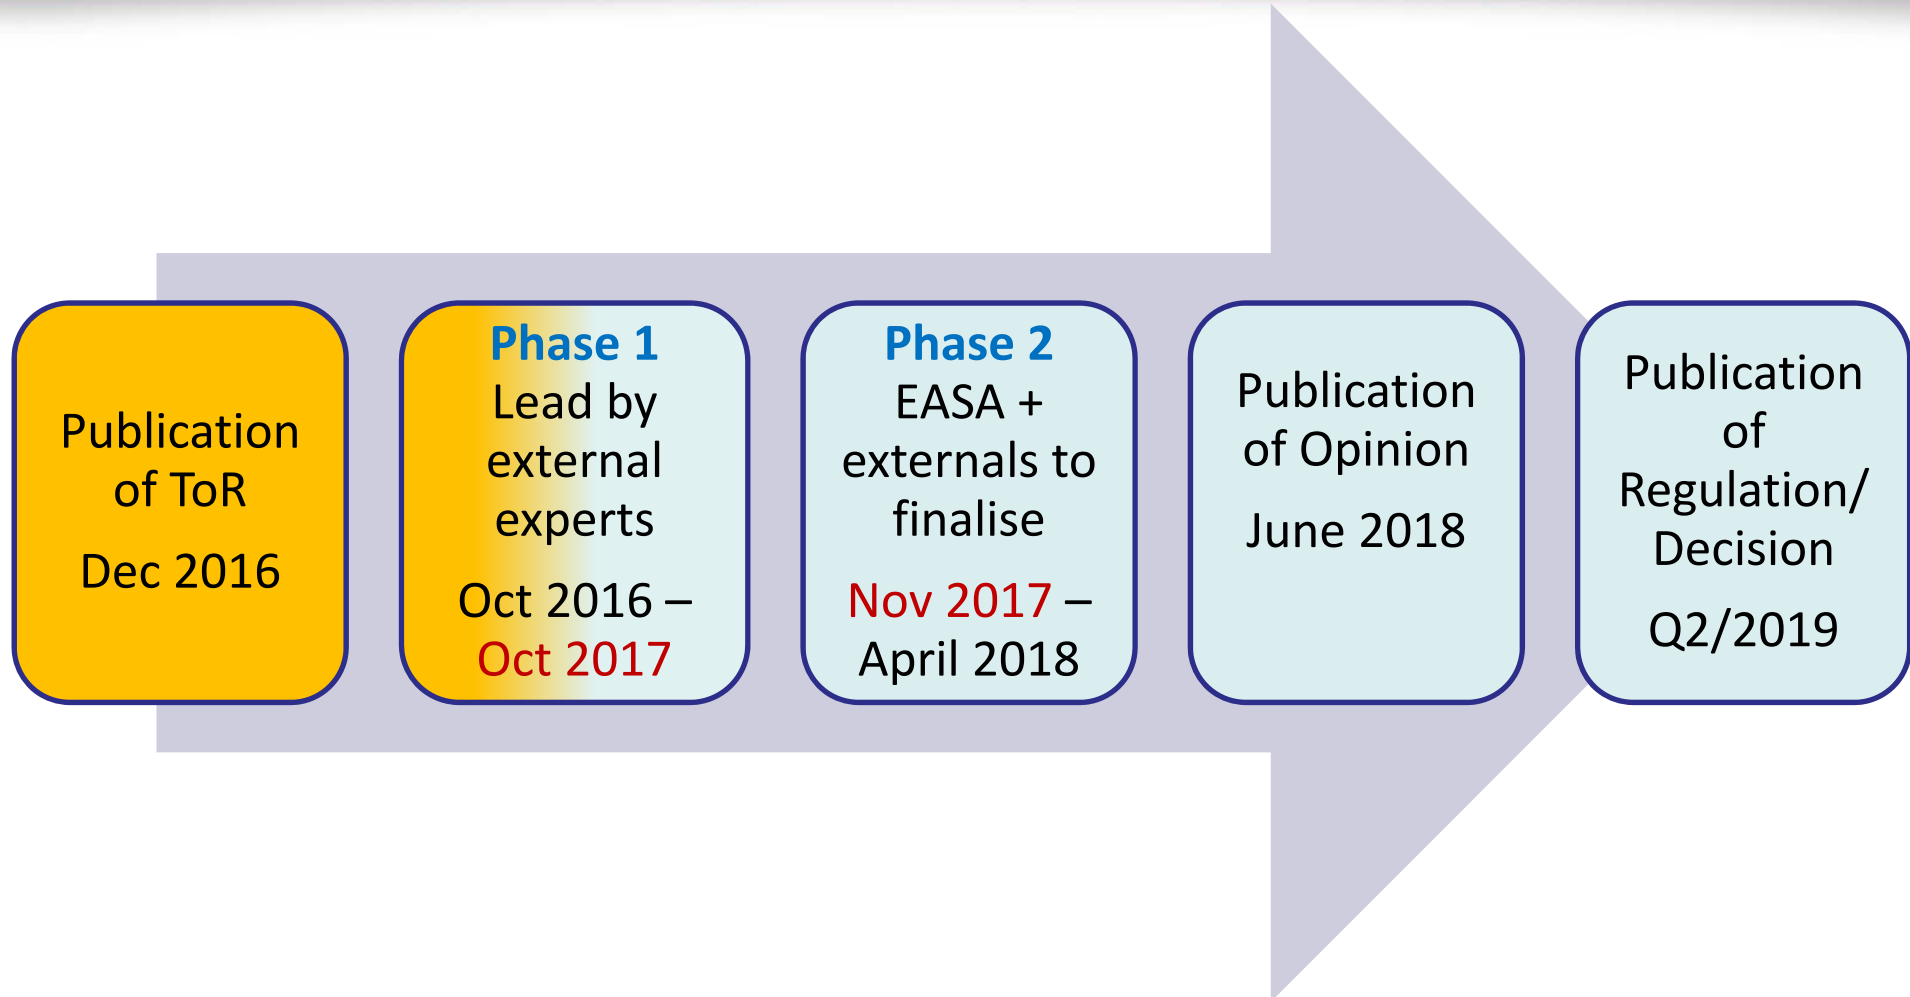 Publication
of ToR
Dec 2016
Phase 1
Lead by
external
experts
Oct 2016 –
Oct 2017
Phase 2
EASA +
externals to
finalise
Nov 2017 –
April 2018
Publication
of Opinion
June 2018
Publication
of
Regulation/
Decision
Q2/2019